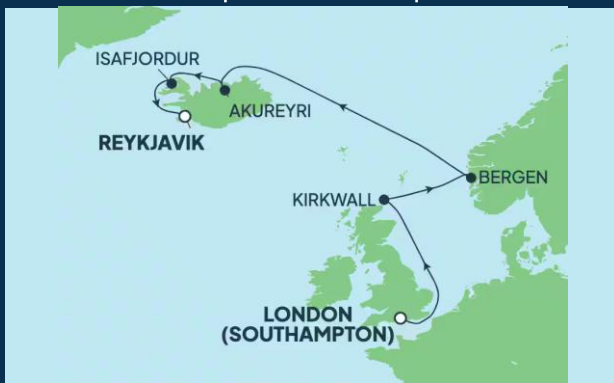 ISAFJORDUR
AKUREYRI
REYKJAVIK
BERGEN
KIRKWALL
LONDON
(SOUTHAMPTON)